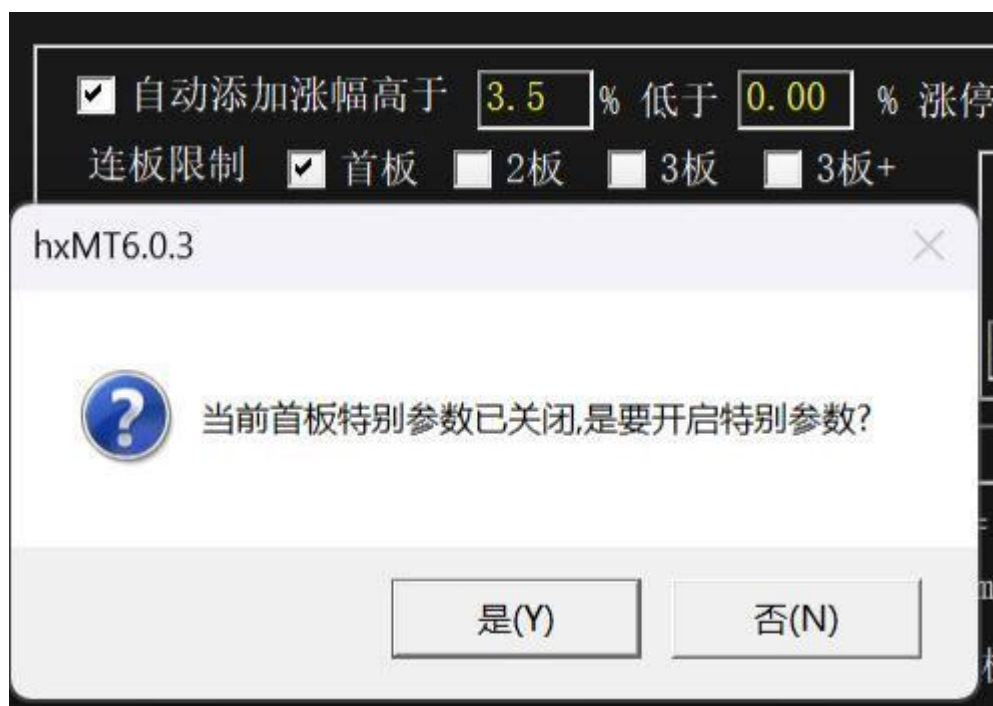 自动添加涨幅高于 3.5 % 低于 0.00 % 涨停
连板限制 首板 2板 3板 3板+
hxMT6.0.3
当前首板特别参数已关闭,是要开启特别参数?
是(Y) 否(N)